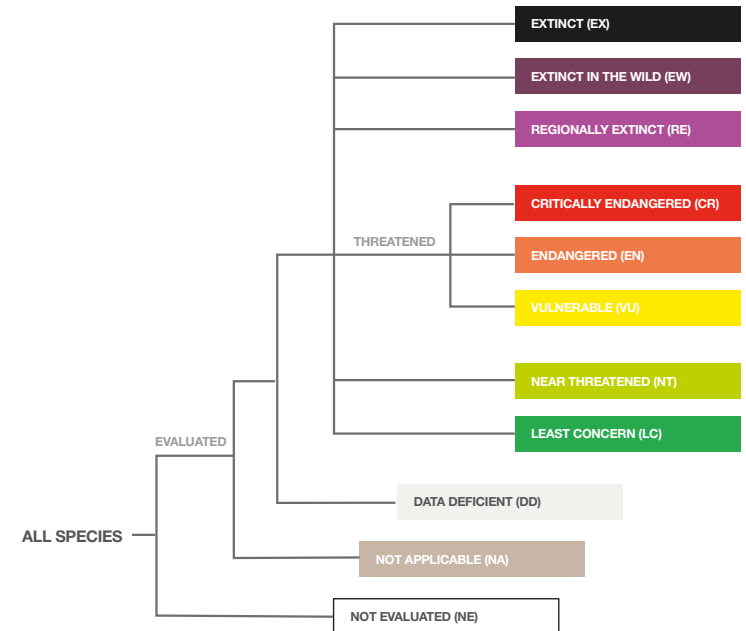 EXTINCT (EX)
EXTINCT IN THE WILD (EW)
REGIONALLY EXTINCT (RE)
CRITICALLY ENDANGERED (CR)
THREATENED
ENDANGERED (EN)
VULNERABLE (VU)
NEAR THREATENED (NT)
LEAST CONCERN (LC)
EVALUATED
DATA DEFICIENT (DD)
ALL SPECIES
NOT APPLICABLE (NA)
NOT EVALUATED (NE)